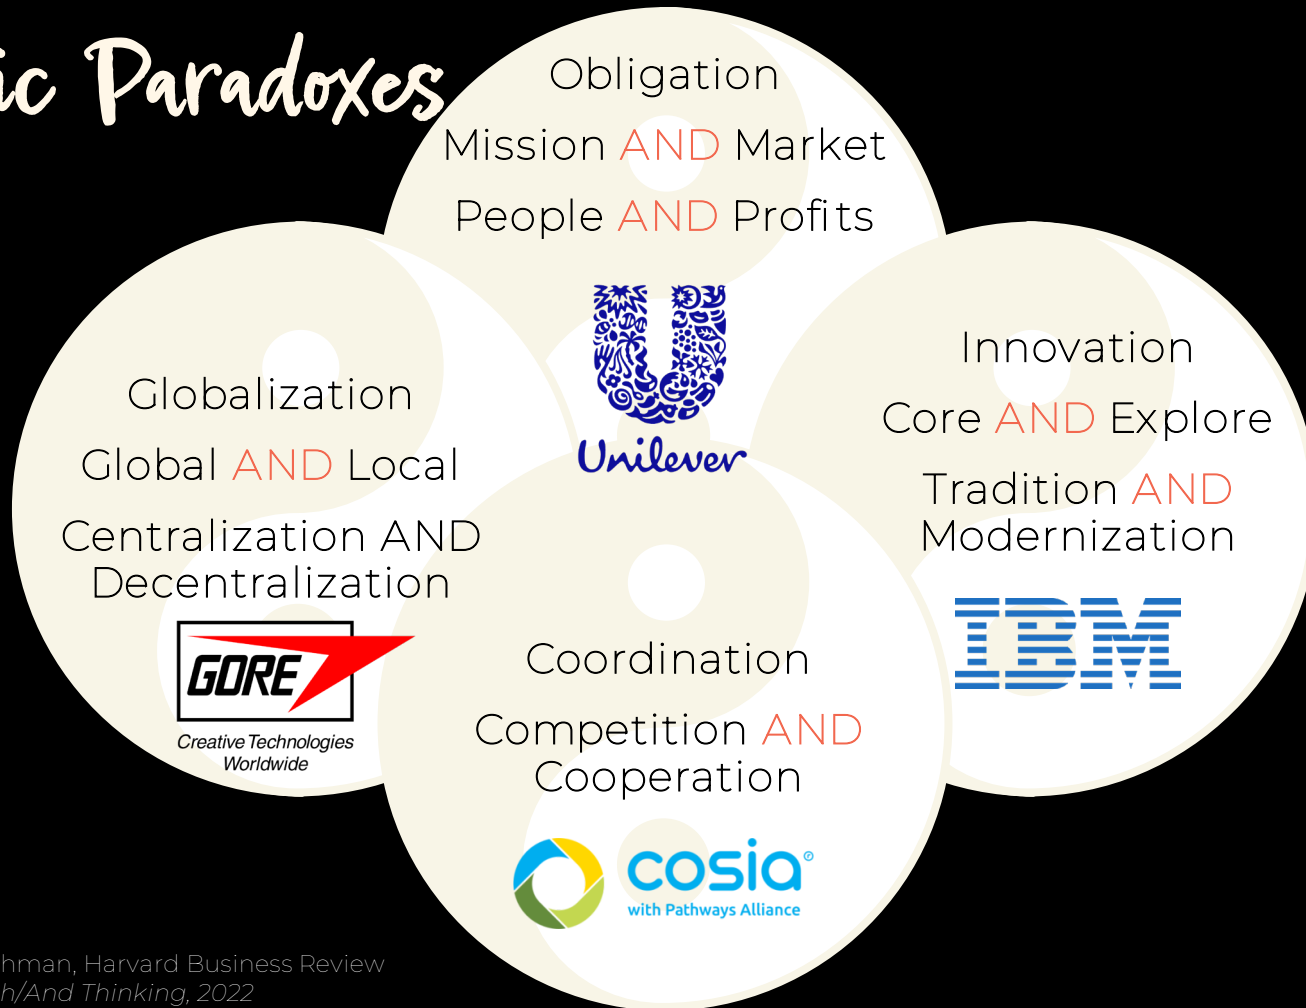 ic Paradoxes
Obligation
Mission AND Market
People AND Profits
Unilever
Globalization
Global AND Local
Centralization AND
Decentralization
GORE
Creative Technologies
Worldwide
Innovation
Core AND Explore
Tradition AND
Modernization
IBM
Coordination
Competition AND
Cooperation
cosia®
with Pathways Alliance
hman, Harvard Business Review
h/And Thinking, 2022